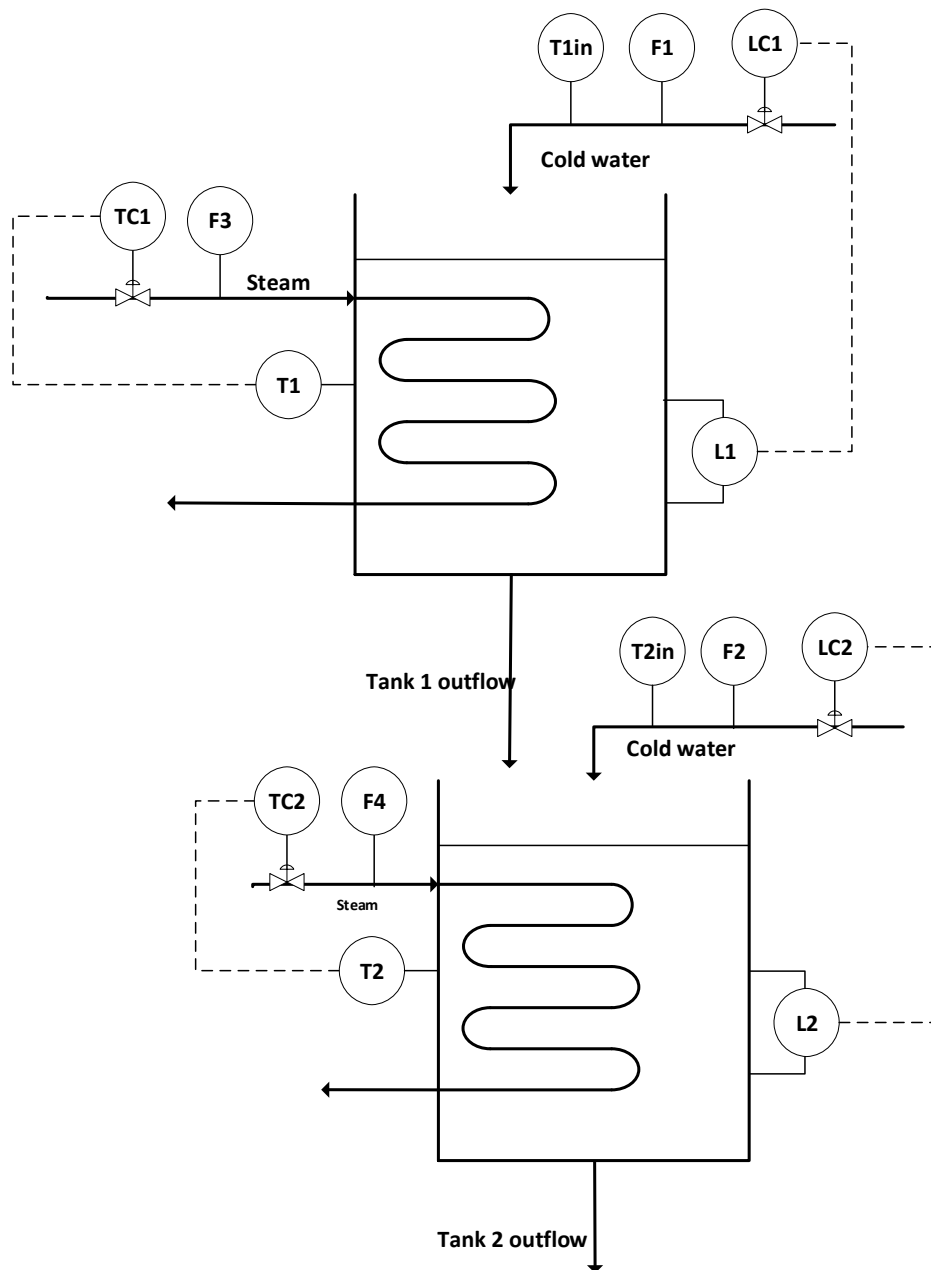 T1in
F1
LC1
Cold water
TC1
F3
Steam
T1
L1
Tank 1 outflow
T2in
F2
LC2
Cold water
TC2
F4
Steam
T2
L2
Tank 2 outflow